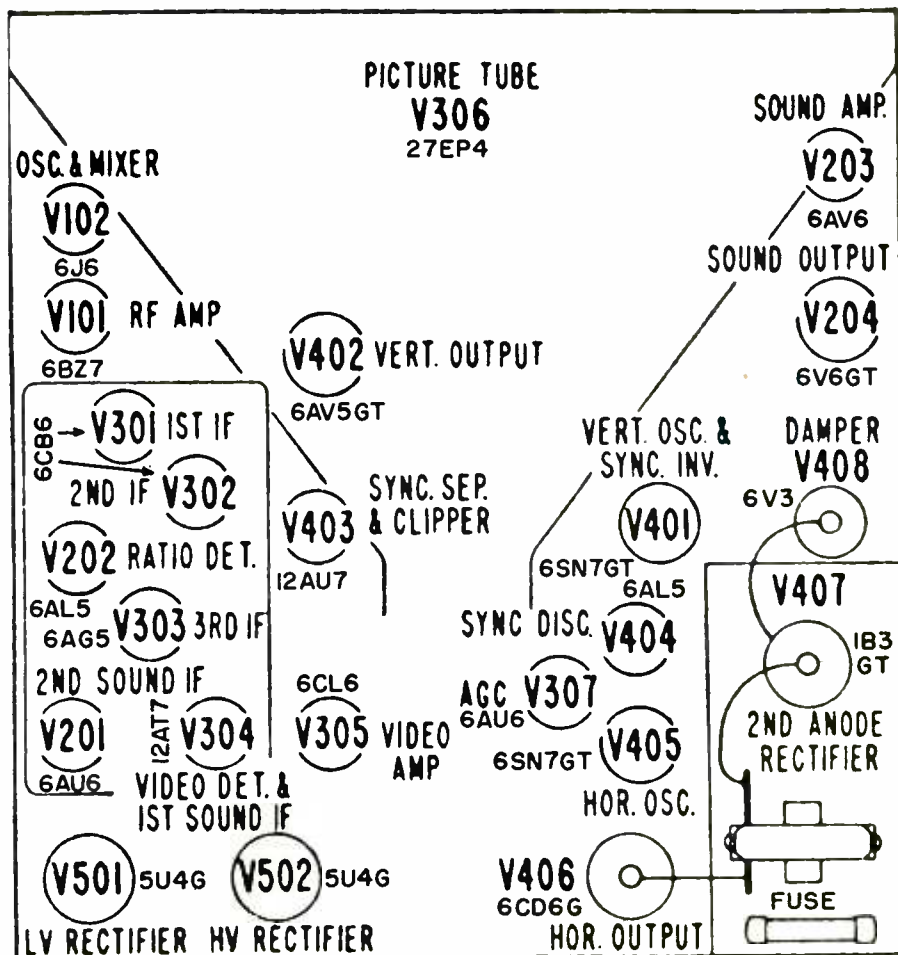 PICTURE TUBE
V306
27EP4
SOUND AMP.
V203
6AV6
OSC. & MIXER
V102
6J6
SOUND OUTPUT
V204
6V6GT
V101 RF AMP
6BZ7
V402 VERT. OUTPUT
6AV5GT
6CB6
V301 1ST IF
2ND IF V302
V202 RATIO DET.
6AL5
6AG5 V303 3RD IF
2ND SOUND IF
V201
6AU6
12AT7 V304
VIDEO DET. &
1ST SOUND IF
SYNC. SEP.
& CLIPPER
V403
12AU7
6CL6
V305 VIDEO
AMP
VERT. OSC. &
SYNC. INV.
V401
6SN7GT
DAMPER
V408
6V3
6AL5
SYNC DISC. V404
AGC V307
6AU6
6SN7GT V405
HOR. OSC.
V407
1B3
GT
2ND ANODE
RECTIFIER
V501 5U4G
LV RECTIFIER
V502 5U4G
HV RECTIFIER
V406
6CD6G
HOR. OUTPUT
FUSE